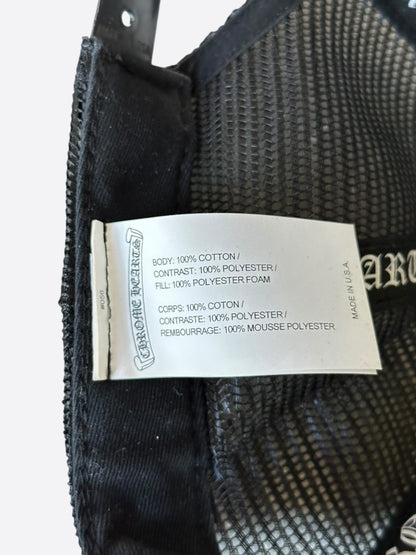 CHROME HEARTS
BODY: 100% COTTON /
CONTRAST: 100% POLYESTER /
FILL: 100% POLYESTER FOAM
CORPS: 100% COTON /
CONTRASTE: 100% POLYESTER /
REMBOURRAGE: 100% MOUSSE POLYESTER
MADE IN U.S.A.